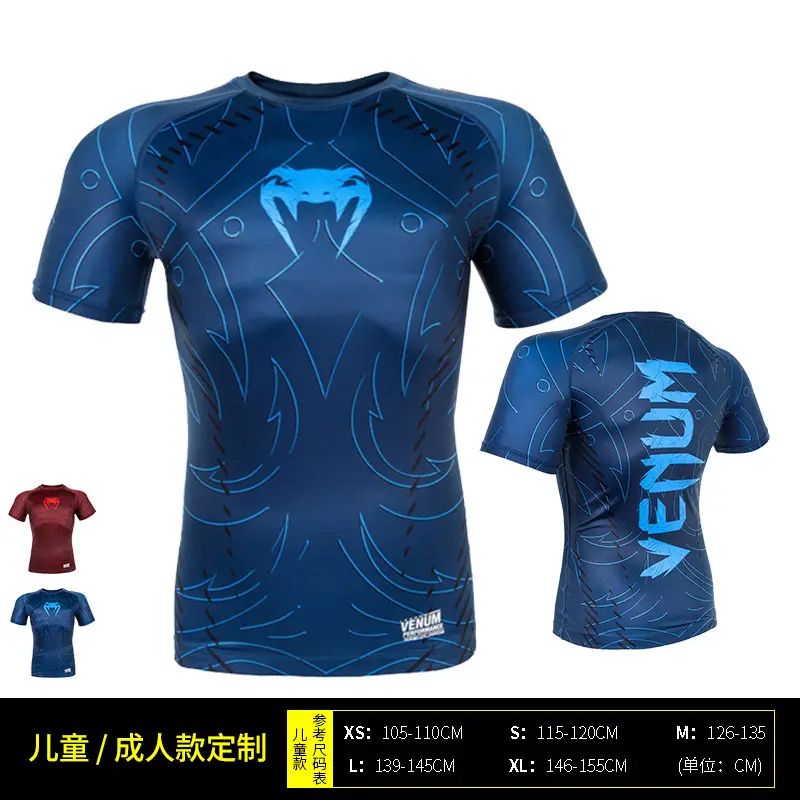 VENUM
PERFORMANCE
VENUM
儿童 / 成人款定制
儿童款
参考尺码表
XS: 105-110CM
S: 115-120CM
M: 126-135
L: 139-145CM
XL: 146-155CM
(单位: CM)